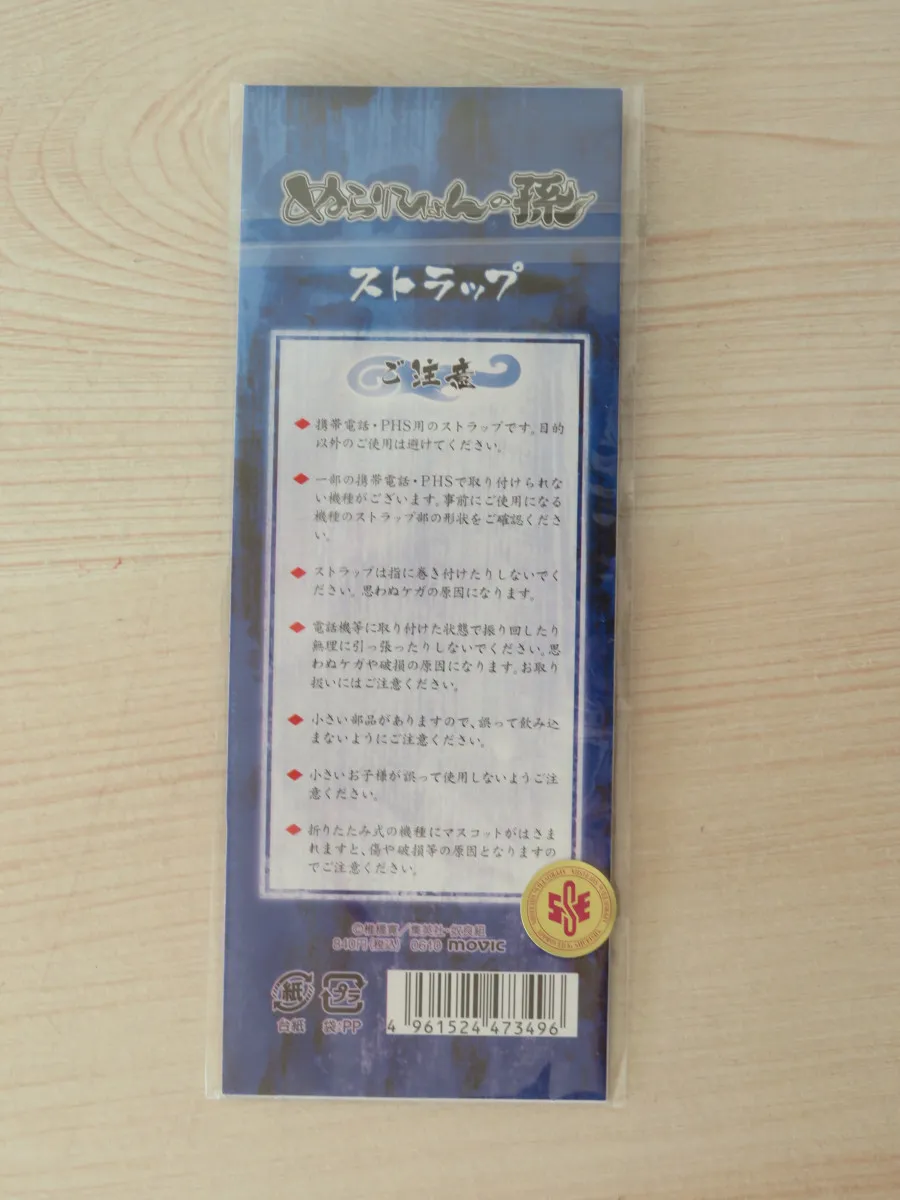 ぬらりひょんの孫
ストラップ
ご注意
携帯電話・PHS用のストラップです。目的
以外のご使用は避けてください。
一部の携帯電話・PHSで取り付けられな
い機種がございます。事前にご使用になる
機種のストラップ部の形状をご確認くださ
い。
ストラップは指に巻き付けたりしないでく
ださい。思わぬケガの原因になります。
電話機等に取り付けた状態で振り回したり
無理に引っ張ったりしないでください。思
わぬケガや破損の原因になります。お取り
扱いにはご注意ください。
小さい部品がありますので、誤って飲み込
まないようにご注意ください。
小さいお子様が誤って使用しないようご注
意ください。
折りたたみ式の機種にマスコットがはさま
れますと、傷や破損等の原因となりますの
でご注意ください。
©椎橋寛/集英社・奴良組
840円(税込) 0610 movic
紙 プラ
台紙 袋:PP
4 961524 473496